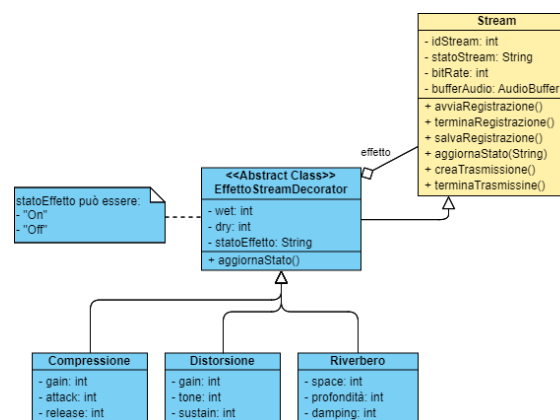 Stream
- idStream: int
- statoStream: String
- bitRate: int
- bufferAudio: AudioBuffer
+ avviaRegistrazione()
+ terminaRegistrazione()
+ salvaRegistrazione()
+ aggiornaStato(String)
+ creaTrasmissione()
+ terminaTrasmissine()
effetto
<<Abstract Class>>
EffettoStreamDecorator
- wet: int
- dry: int
- statoEffetto: String
+ aggiornaStato()
statoEffetto può essere:
- "On"
- "Off"
Compressione
- gain: int
- attack: int
- release: int
Distorsione
- gain: int
- tone: int
- sustain: int
Riverbero
- space: int
- profondità: int
- damping: int